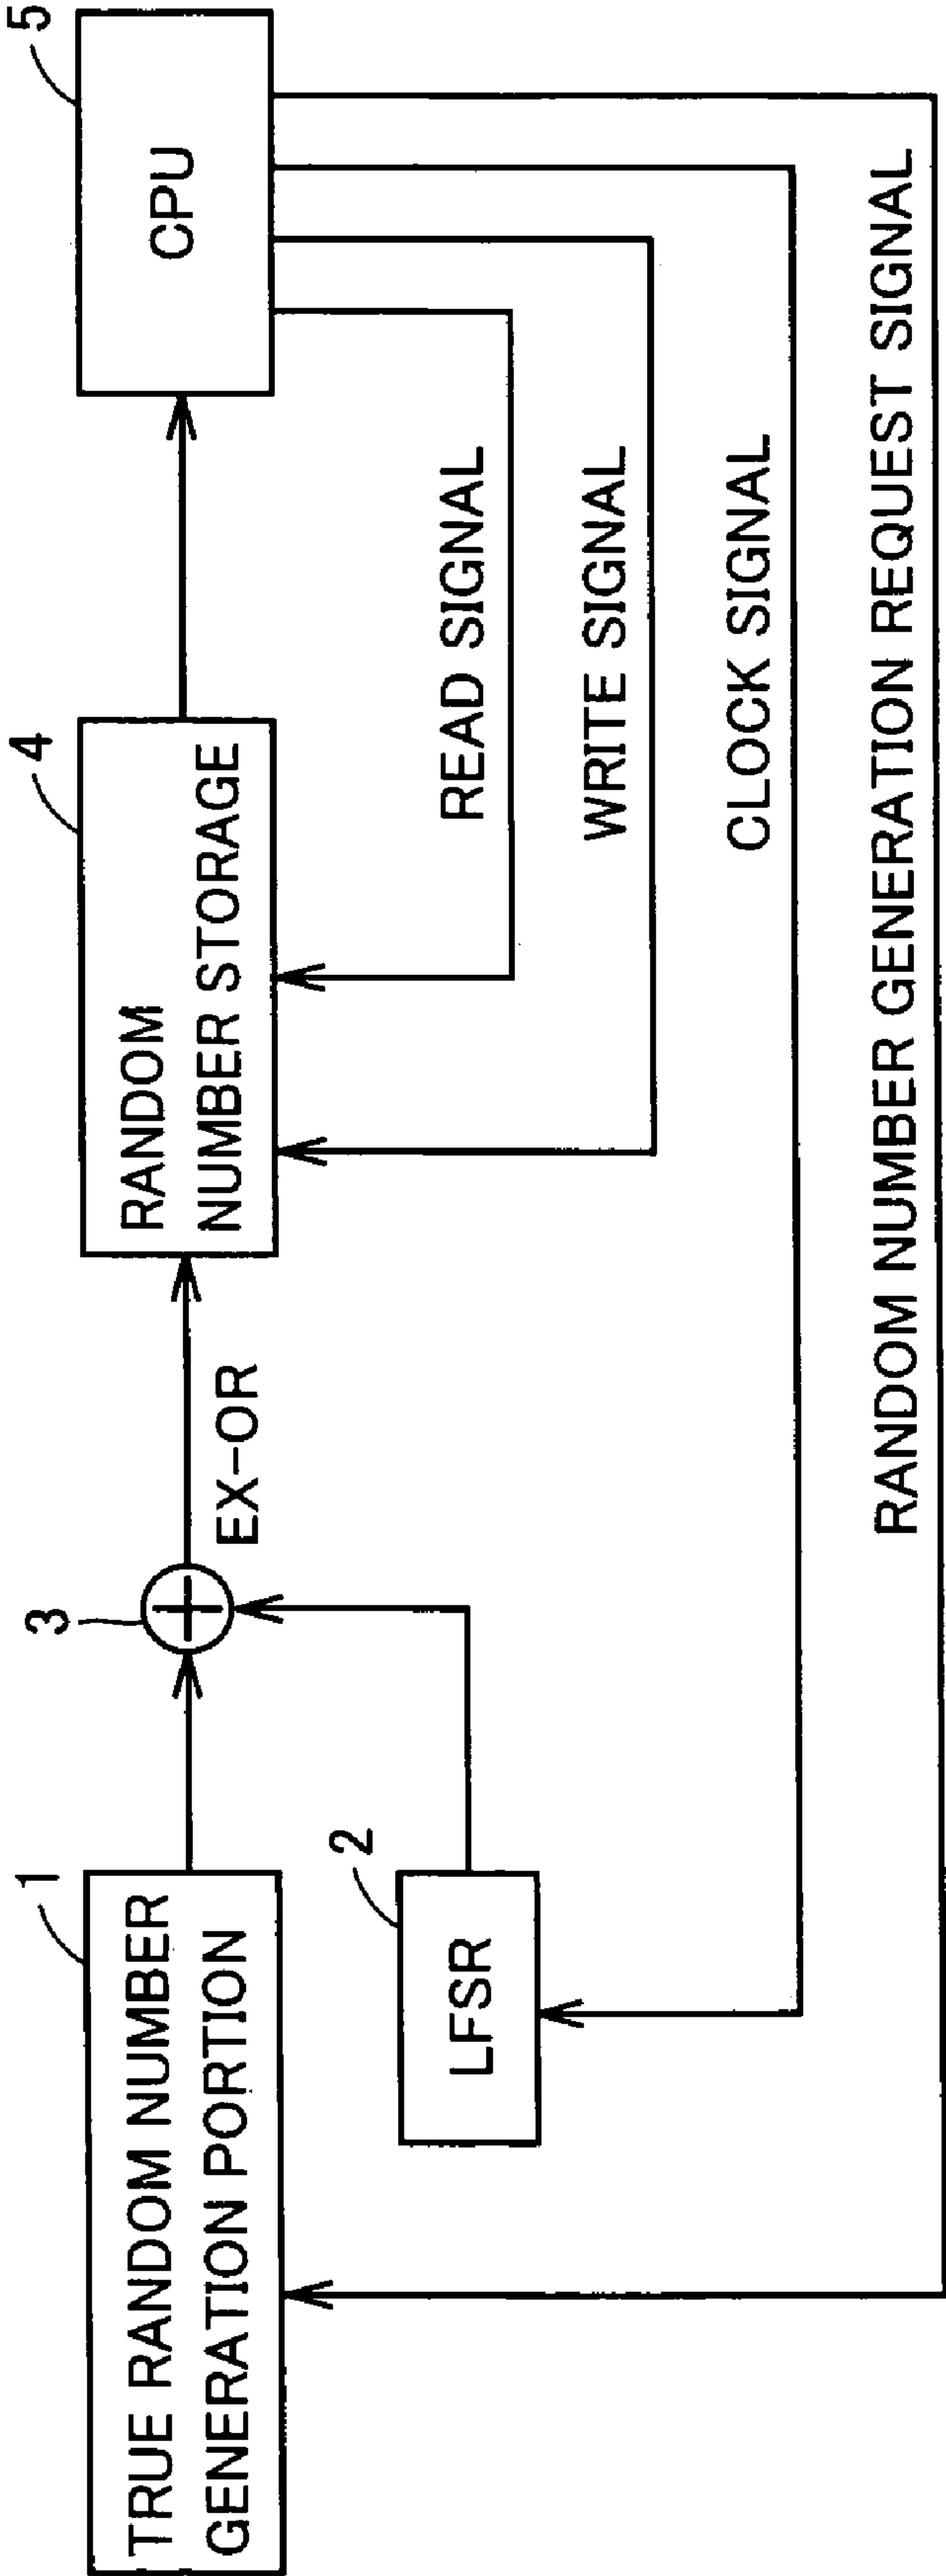 1
TRUE RANDOM NUMBER
GENERATION PORTION
2
LFSR
3
EX-OR
4
RANDOM
NUMBER STORAGE
5
CPU
READ SIGNAL
WRITE SIGNAL
CLOCK SIGNAL
RANDOM NUMBER GENERATION REQUEST SIGNAL